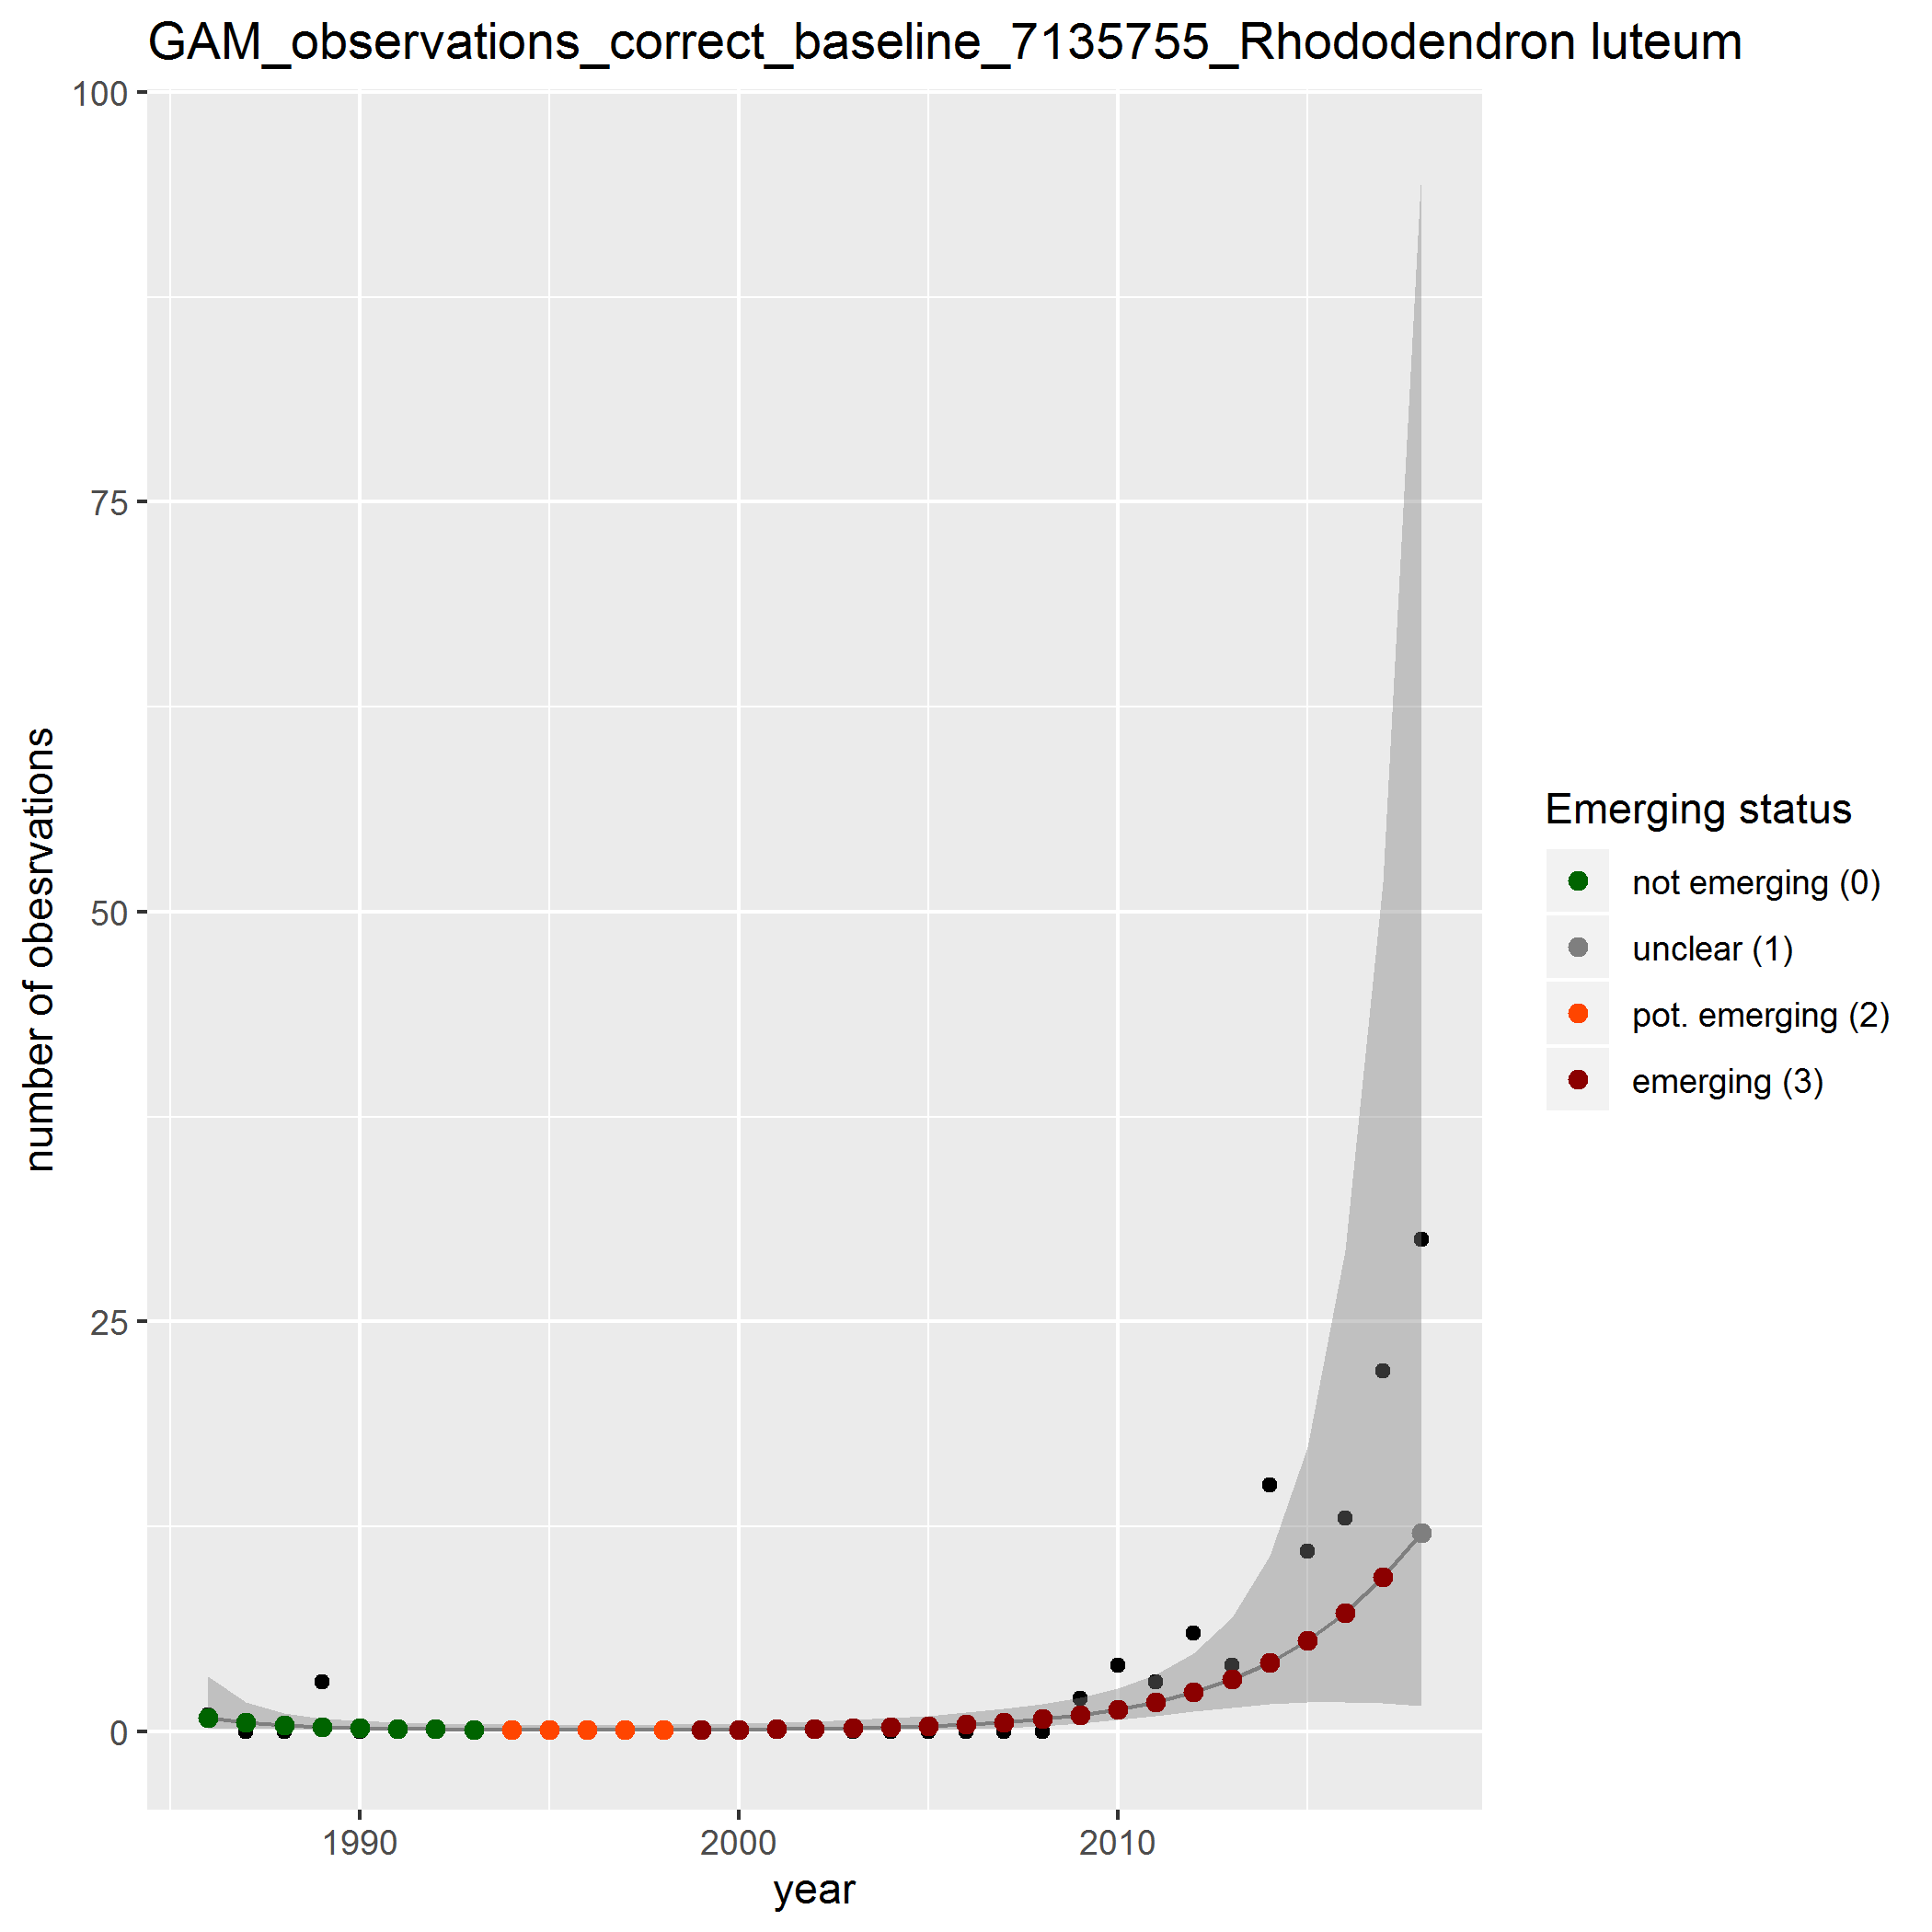 GAM_observations_correct_baseline_7135755_Rhododendron luteum
100
75
50
25
0
number of obesrvations
1990
2000
2010
year
Emerging status
not emerging (0)
unclear (1)
pot. emerging (2)
emerging (3)